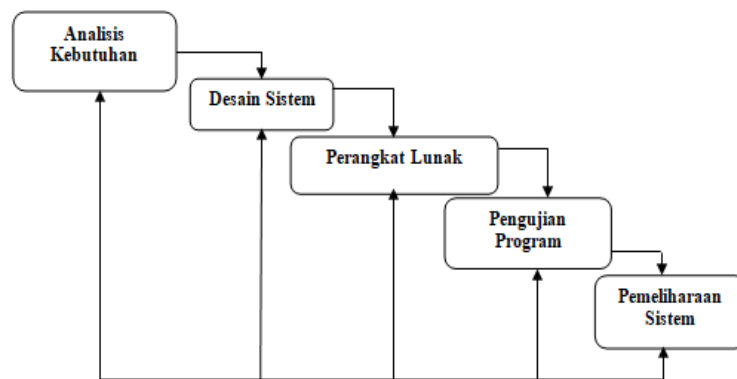 Analisis
Kebutuhan
Desain Sistem
Perangkat Lunak
Pengujian
Program
Pemeliharaan
Sistem